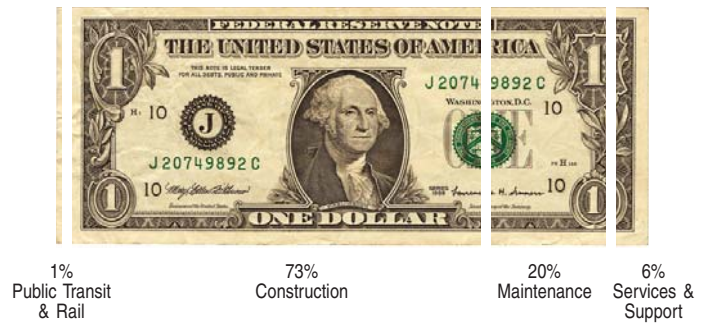 FEDERAL RESERVE NOTE
THE UNITED STATES OF AMERICA
THIS NOTE IS LEGAL TENDER
FOR ALL DEBTS, PUBLIC AND PRIVATE
J 20749892 C
WASHINGTON, D.C.
1
1
H
10
10
J
ONE
J 20749892 C
10
10
SERIES
1
1
ONE DOLLAR
1%
Public Transit
& Rail
73%
Construction
20%
Maintenance
6%
Services &
Support